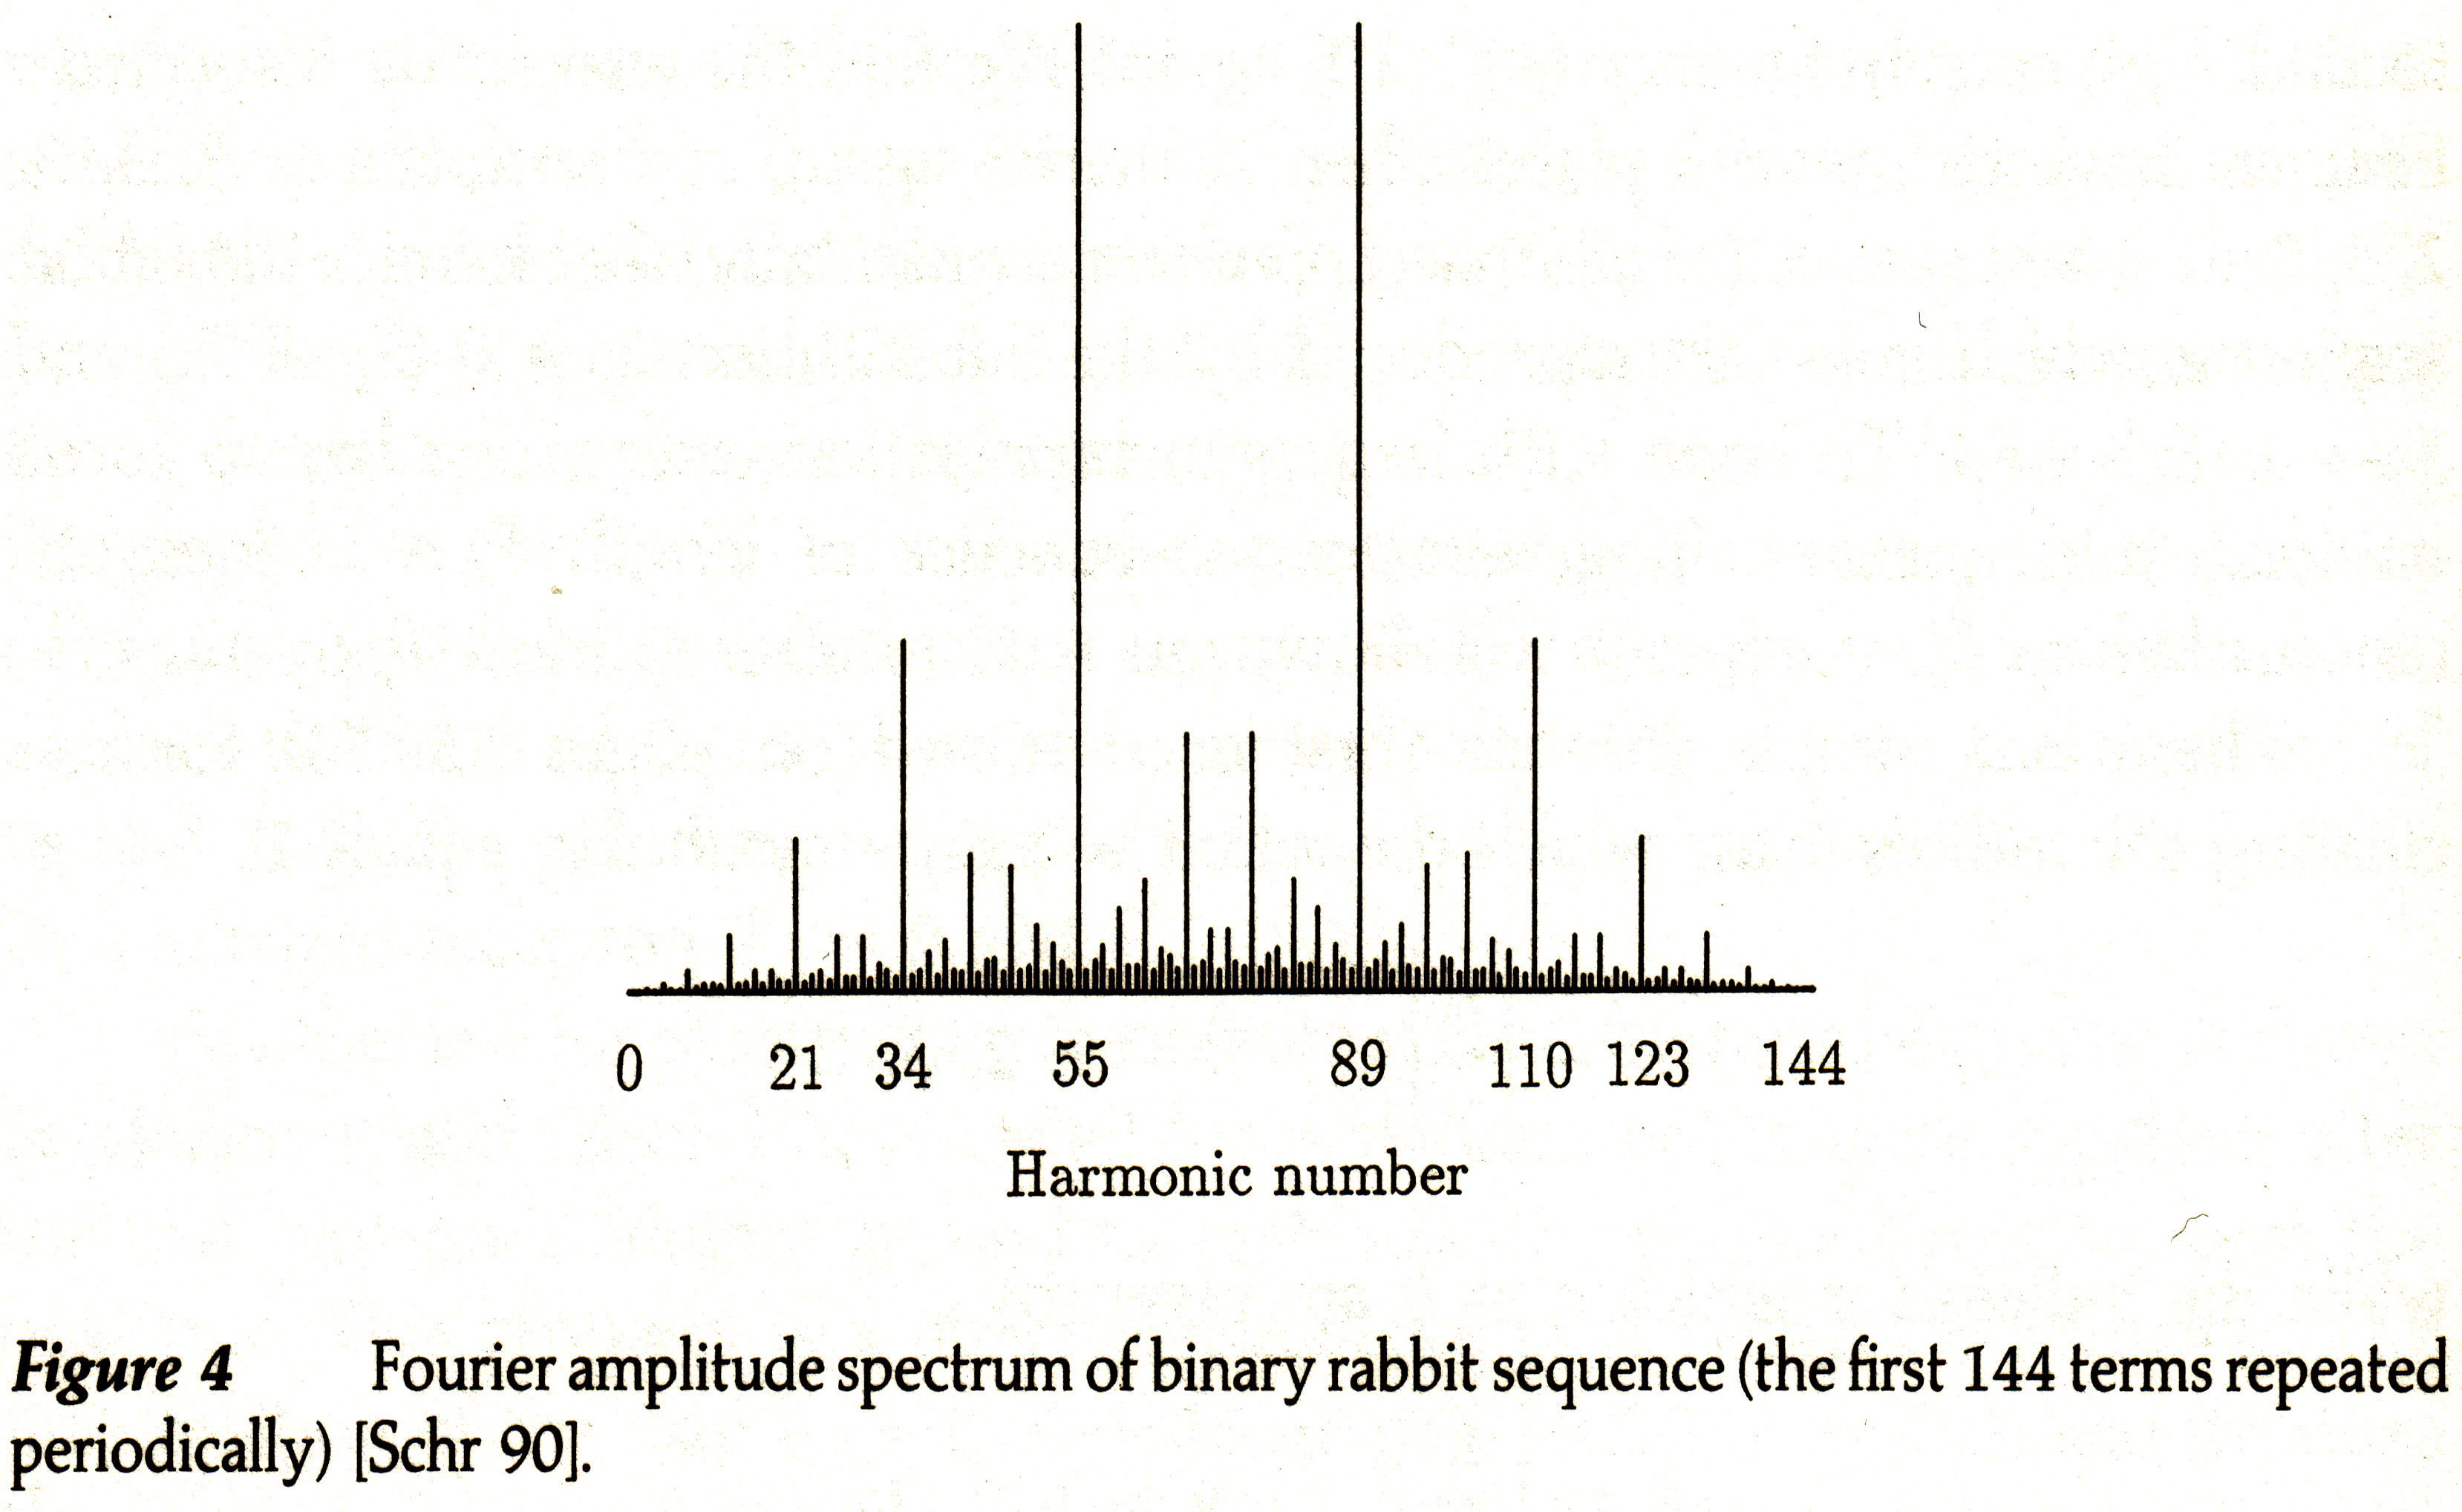 0 21 34 55 89 110 123 144
Harmonic number
Figure 4 Fourier amplitude spectrum of binary rabbit sequence (the first 144 terms repeated
periodically) [Schr 90].